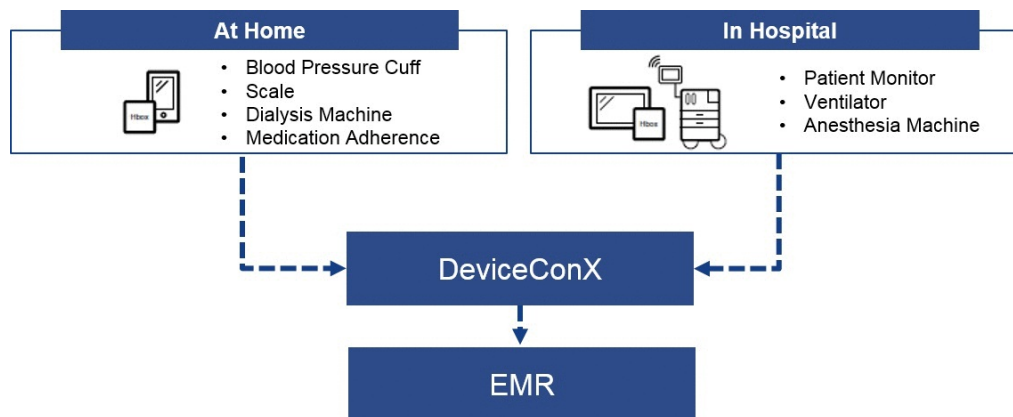 At Home
Hbox
• Blood Pressure Cuff
• Scale
• Dialysis Machine
• Medication Adherence
In Hospital
Hbox
• Patient Monitor
• Ventilator
• Anesthesia Machine
DeviceConX
EMR